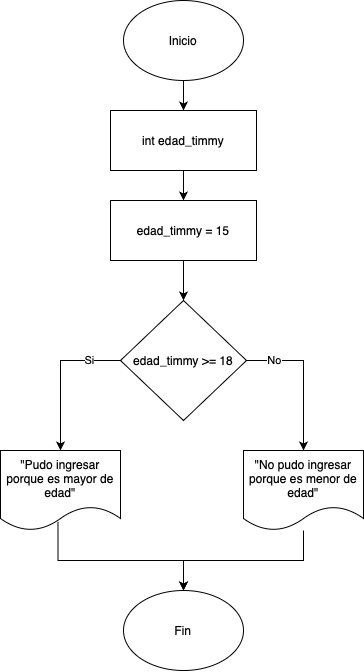 Inicio
int edad_timmy
edad_timmy = 15
edad_timmy >= 18
Si
No
"Pudo ingresar
porque es mayor de
edad"
"No pudo ingresar
porque es menor de
edad"
Fin